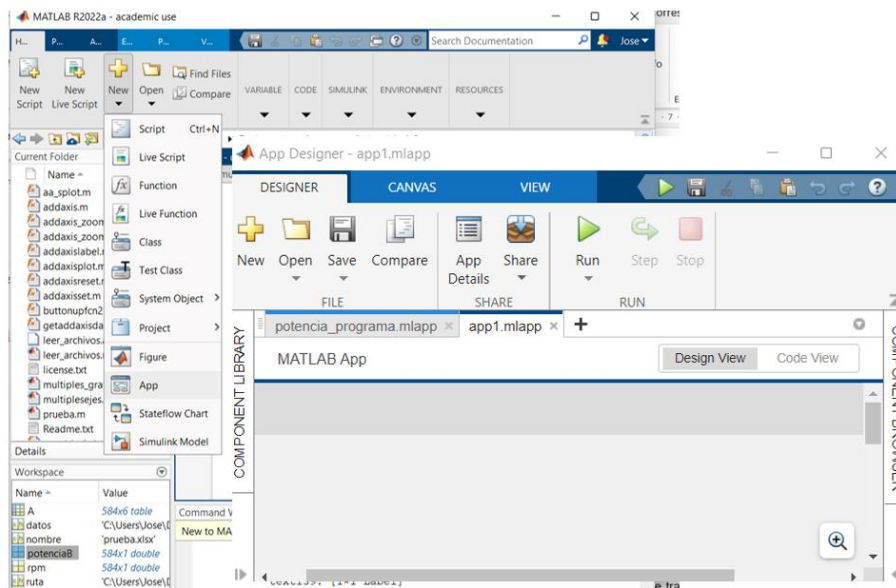 MATLAB R2022a - academic use
H... P... A... E... P... V... Search Documentation Jose
New Script
New Live Script
New
Open
Find Files
Compare
VARIABLE CODE SIMULINK ENVIRONMENT RESOURCES
Script Ctrl+N
Live Script
Function
Live Function
Class
Test Class
System Object
Project
Figure
App
Stateflow Chart
Simulink Model
Current Folder
Name
aa_splot.m
addaxis.m
addaxis_zoom
addaxis_zoom
addaxislabel.
addaxisplot.m
addaxisreset.
addaxisset.m
buttonupfcn2
getaddaxisda
leer_archivos.
leer_archivos.
license.txt
multiples_gra
multiplesejes.
prueba.m
Readme.txt
Details
Workspace
Name Value
A 584x6 table
datos 'C:\Users\Jose\
nombre 'prueba.xlsx'
potenciaB 584x1 double
rpm 584x1 double
ruta 'C:\Users\Jose\
Command
New to MA
App Designer - app1.mlapp
DESIGNER CANVAS VIEW
New Open Save Compare App Details Share Run Step Stop
FILE SHARE RUN
potencia_programa.mlapp × app1.mlapp × +
MATLAB App Design View Code View
COMPONENT LIBRARY
COMPONENT BROWSER